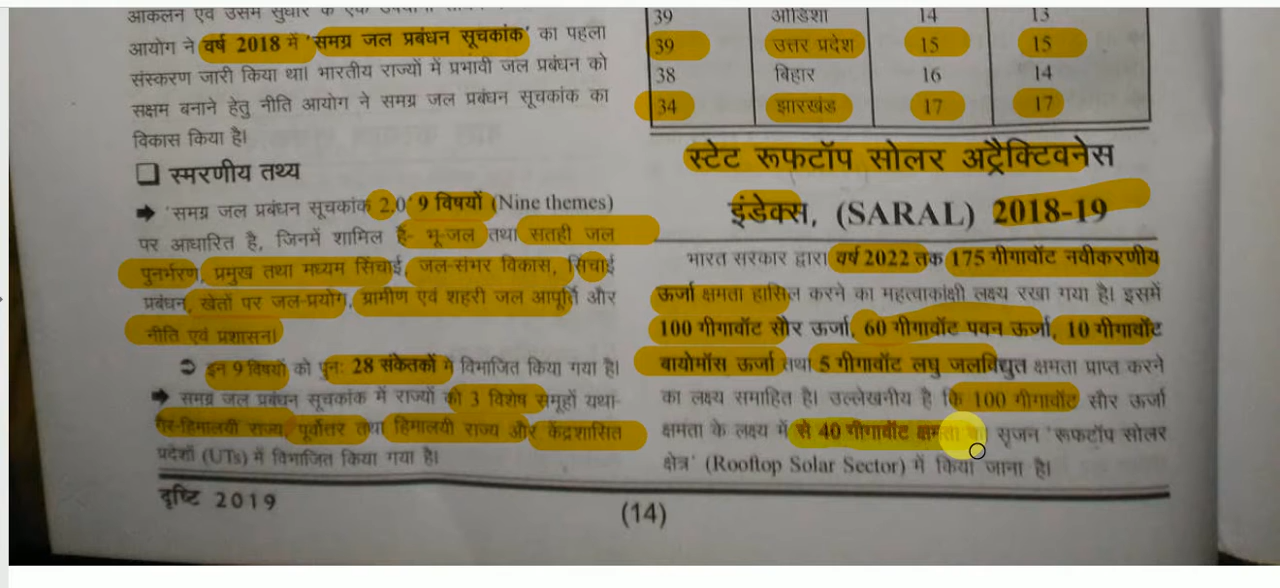 आकलन एवं उसमें सुधार के एक
आयोग ने वर्ष 2018 में 'समग्र जल प्रबंधन सूचकांक' का पहला
संस्करण जारी किया था। भारतीय राज्यों में प्रभावी जल प्रबंधन को
सक्षम बनाने हेतु नीति आयोग ने समग्र जल प्रबंधन सूचकांक का
विकास किया है।
❑ स्मरणीय तथ्य
➡ 'समग्र जल प्रबंधन सूचकांक 2.0' 9 विषयों (Nine themes)
पर आधारित है, जिनमें शामिल है- भू-जल तथा सतही जल
पुनर्भरण, प्रमुख तथा मध्यम सिंचाई, जल-संभर विकास, सिंचाई
प्रबंधन, खेतों पर जल-प्रयोग, ग्रामीण एवं शहरी जल आपूर्ति और
नीति एवं प्रशासन।
➲ इन 9 विषयों को पुनः 28 संकेतकों में विभाजित किया गया है।
➡ समग्र जल प्रबंधन सूचकांक में राज्यों को 3 विशेष समूहों यथा-
गैर-हिमालयी राज्य, पूर्वोत्तर तथा हिमालयी राज्य और केंद्रशासित
प्रदेशों (UTs) में विभाजित किया गया है।
39 ओडिशा 14 13
39 उत्तर प्रदेश 15 15
38 बिहार 16 14
34 झारखंड 17 17
स्टेट रूफटॉप सोलर अट्रैक्टिवनेस
इंडेक्स, (SARAL) 2018-19
भारत सरकार द्वारा वर्ष 2022 तक 175 गीगावॉट नवीकरणीय
ऊर्जा क्षमता हासिल करने का महत्वाकांक्षी लक्ष्य रखा गया है। इसमें
100 गीगावॉट सौर ऊर्जा, 60 गीगावॉट पवन ऊर्जा, 10 गीगावॉट
बायोमॉस ऊर्जा तथा 5 गीगावॉट लघु जलविद्युत क्षमता प्राप्त करने
का लक्ष्य समाहित है। उल्लेखनीय है कि 100 गीगावॉट सौर ऊर्जा
क्षमता के लक्ष्य में से 40 गीगावॉट क्षमता का सृजन 'रूफटॉप सोलर
क्षेत्र' (Rooftop Solar Sector) में किया जाना है।
दृष्टि 2019
(14)